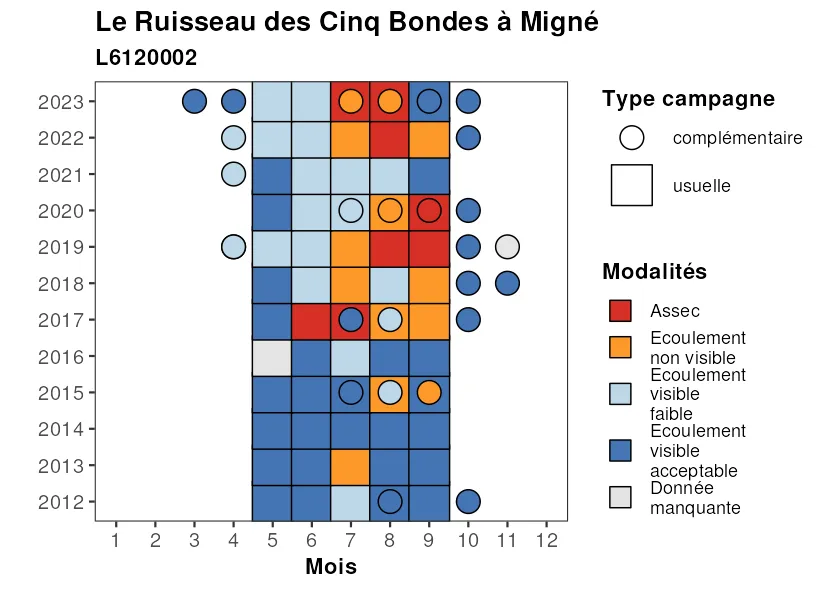 Le Ruisseau des Cinq Bondes à Migné
L6120002
2023
2022
2021
2020
2019
2018
2017
2016
2015
2014
2013
2012
1 2 3 4 5 6 7 8 9 10 11 12
Mois
Type campagne
complémentaire
usuelle
Modalités
Assec
Ecoulement
non visible
Ecoulement
visible
faible
Ecoulement
visible
acceptable
Donnée
manquante